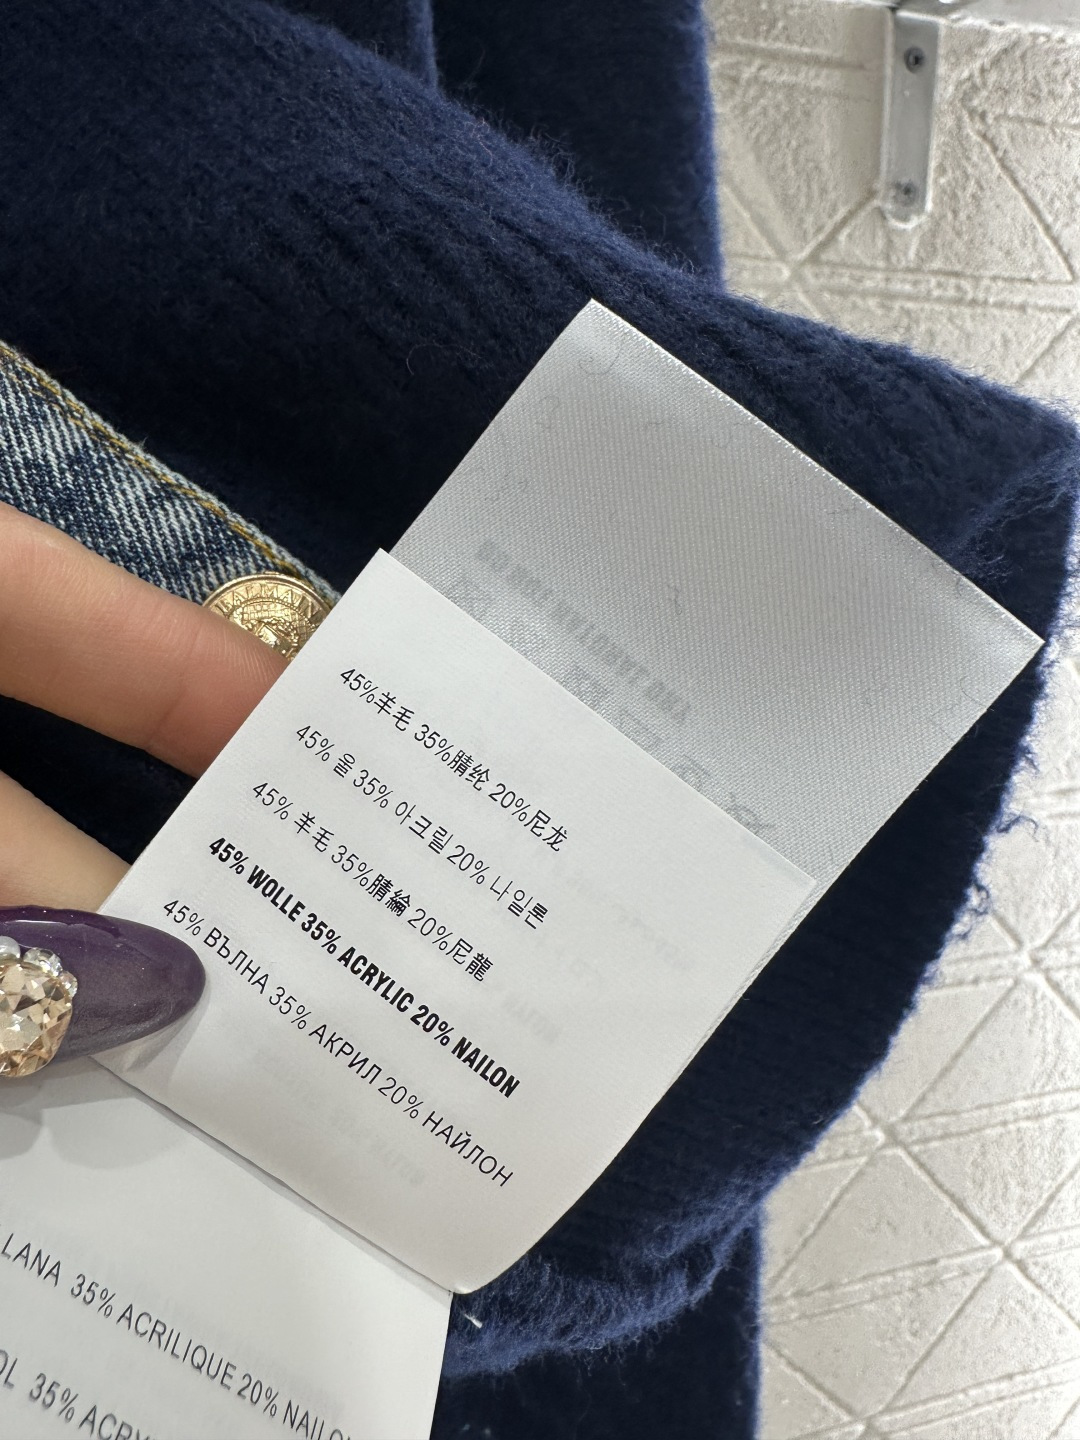 BALMAIN
45%羊毛 35%腈纶 20%尼龙
45% 울 35% 아크릴 20% 나일론
45% 羊毛 35%腈綸 20%尼龍
45% WOLLE 35% ACRYLIC 20% NAILON
45% ВЪЛНА 35% АКРИЛ 20% НАЙЛОН
LANA 35% ACRILIQUE 20%
35%